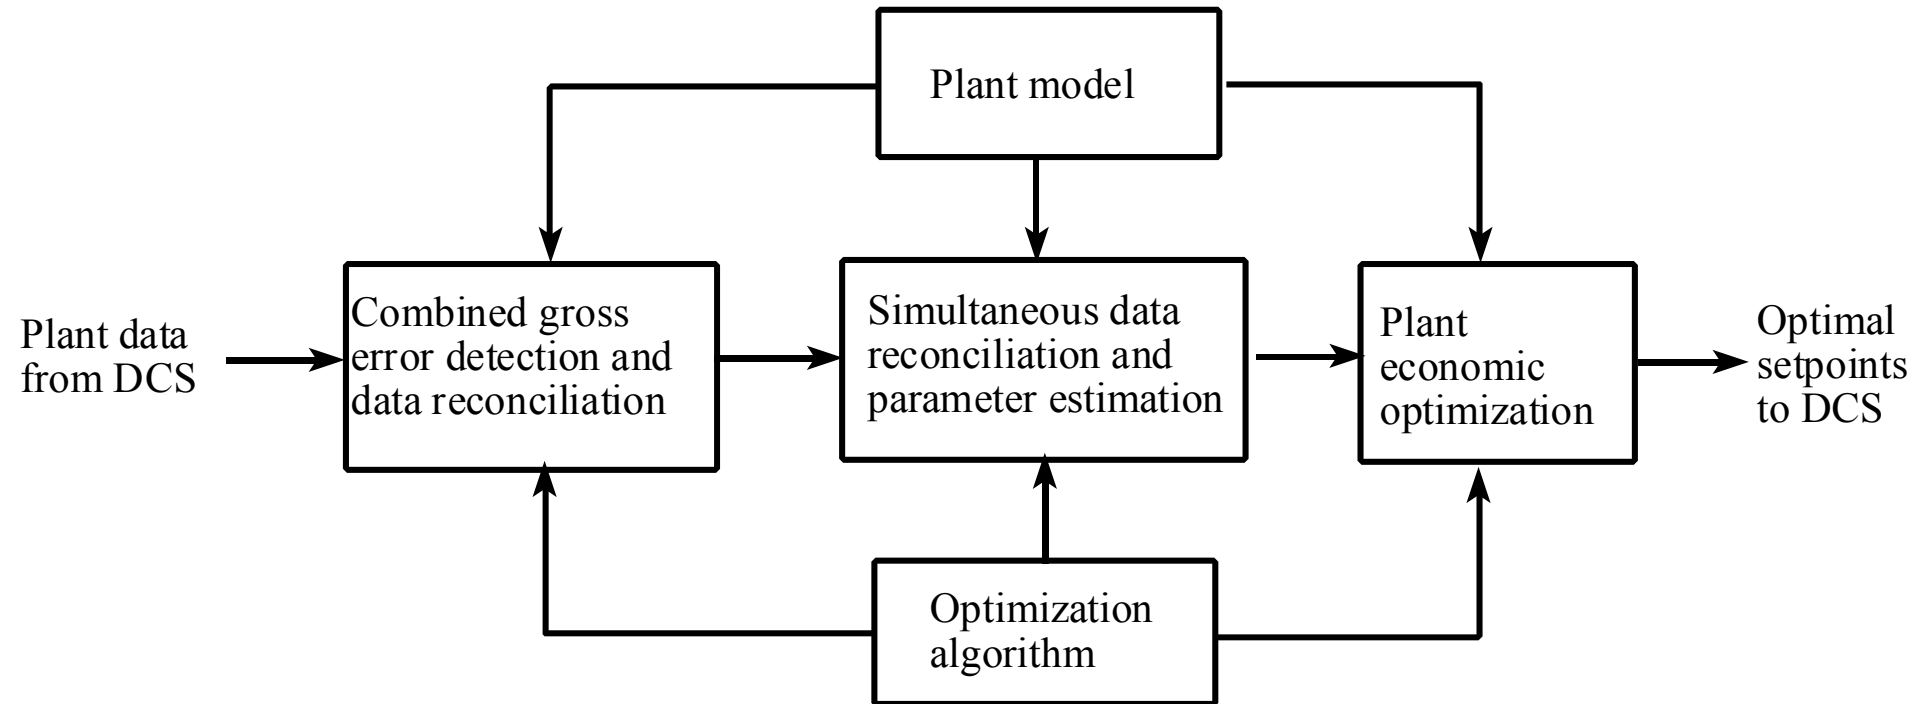 Plant model
Plant data
from DCS
Combined gross
error detection and
data reconciliation
Simultaneous data
reconciliation and
parameter estimation
Plant
economic
optimization
Optimal
setpoints
to DCS
Optimization
algorithm